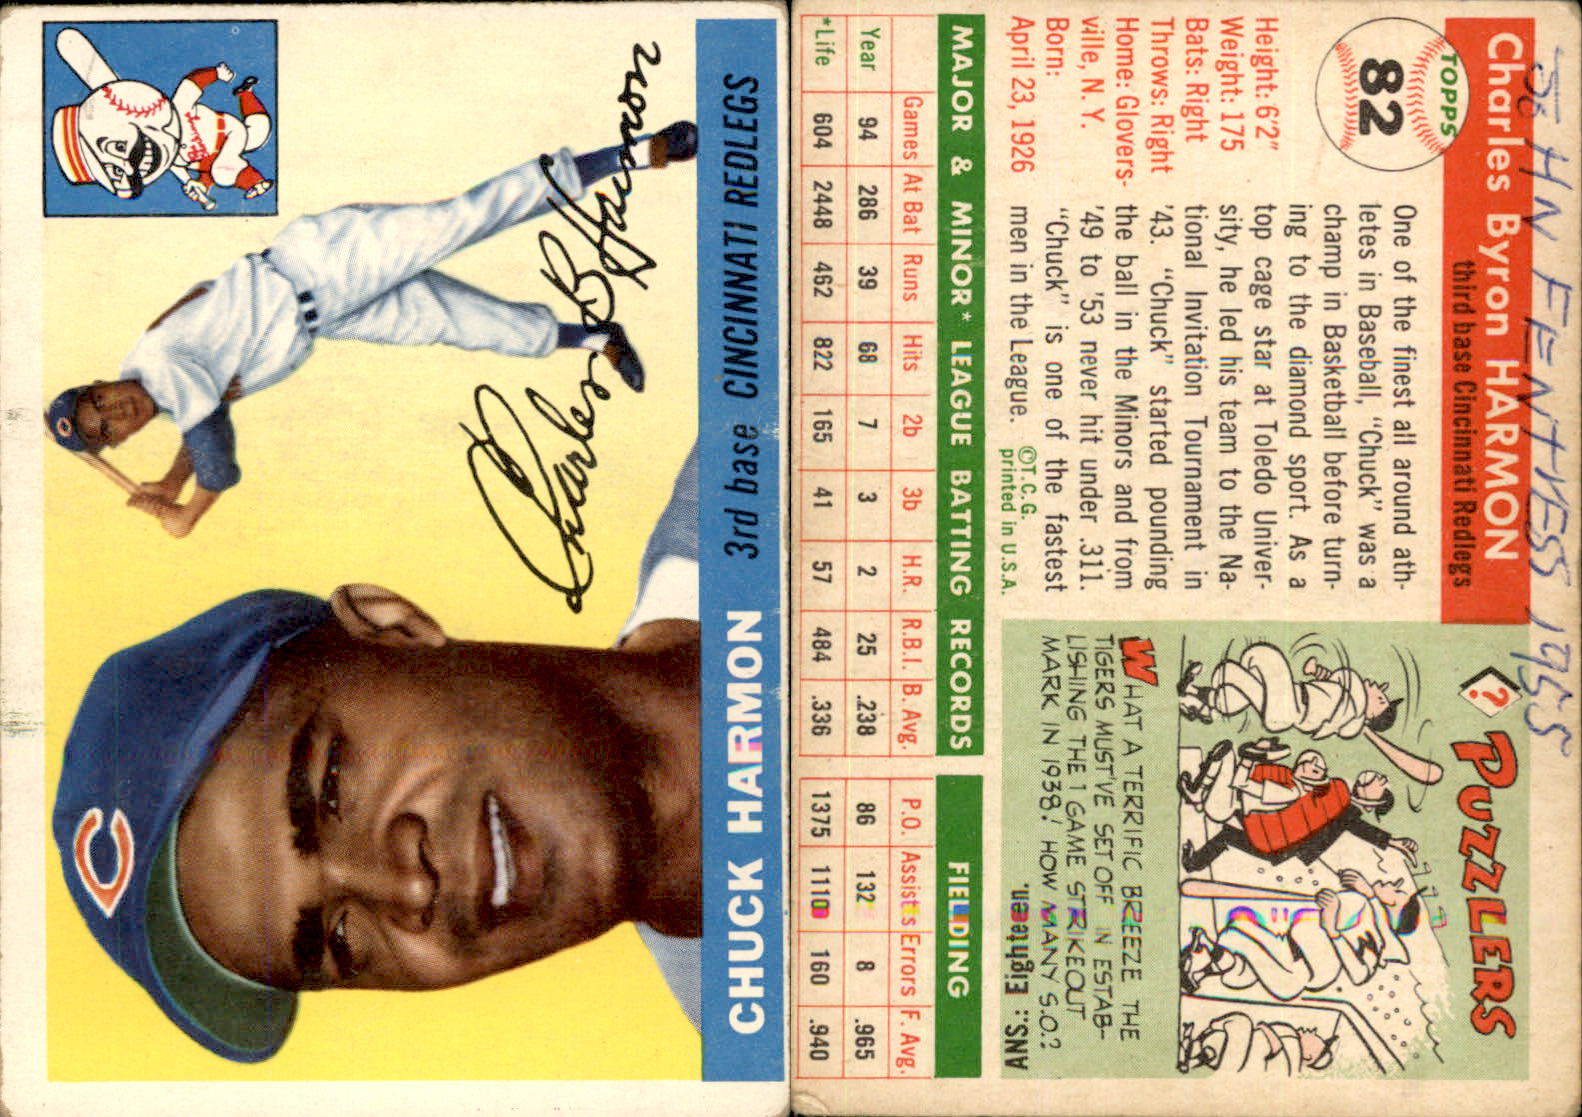 CHUCK HARMON
3rd base CINCINNATI REDLEGS
Charles B Harmon
C
C
TOPPS
82
Charles Byron HARMON
third base Cincinnati Redlegs
1955
Height: 6'2"
Weight: 175
Bats: Right
Throws: Right
Home: Glovers-
ville, N. Y.
Born:
April 23, 1926
One of the finest all around ath-
letes in Baseball, "Chuck" was a
champ in Basketball before turn-
ing to the diamond sport. As a
top cage star at Toledo Univer-
sity, he led his team to the Na-
tional Invitation Tournament in
'43. "Chuck" started pounding
the ball in the Minors and from
'49 to '53 never hit under .311.
"Chuck" is one of the fastest
men in the League.
©T.C.G.
printed in U.S.A.
? PUZZLERS
WHAT A TERRIFIC BREEZE THE
TIGERS MUST'VE SET OFF IN ESTAB-
LISHING THE 1 GAME STRIKEOUT
MARK IN 1938! HOW MANY S.O.?
ANS.: Eighteen.
MAJOR & MINOR* LEAGUE BATTING RECORDS FIELDING
Games At Bat Runs Hits 2b 3b H.R. R.B.I. B. Avg. P.O. Assists Errors F. Avg.
Year 94 286 39 68 7 3 2 25 .238 86 132 8 .965
*Life 604 2448 462 822 165 41 57 484 .336 1375 1110 160 .940